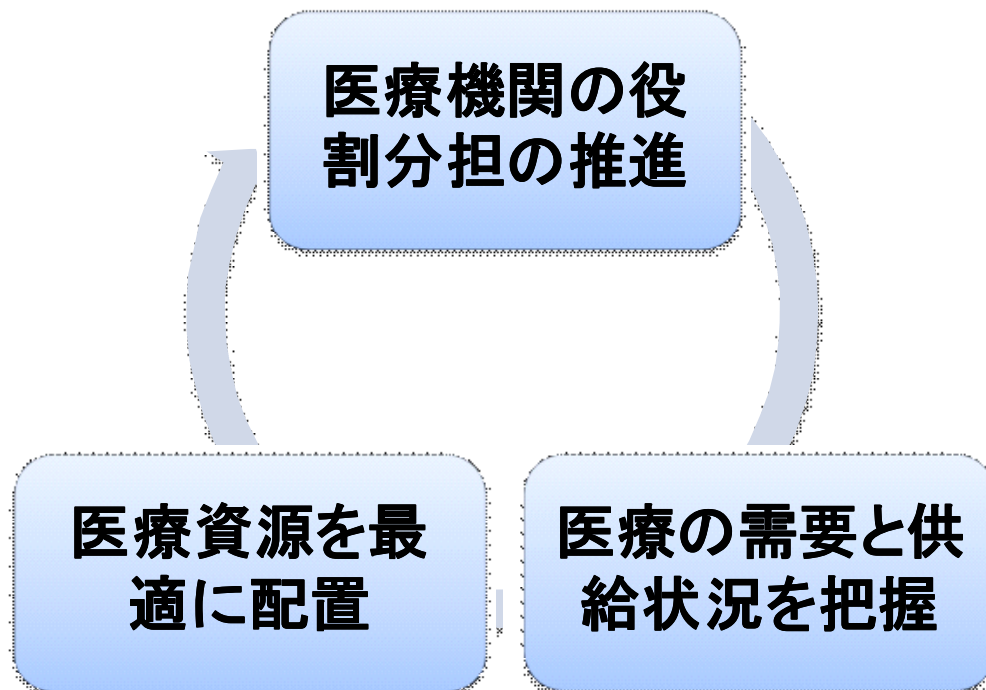 医療機関の役
割分担の推進
医療資源を最
適に配置
医療の需要と供
給状況を把握